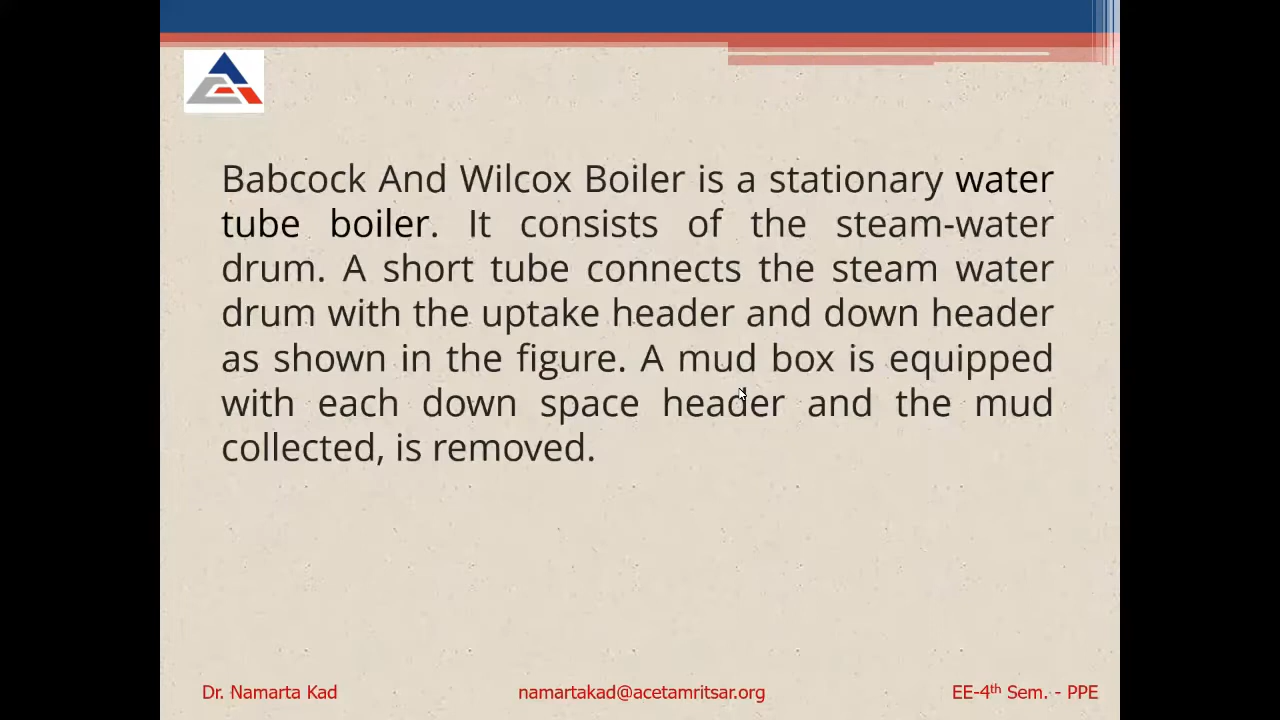 Babcock And Wilcox Boiler is a stationary water
tube boiler. It consists of the steam-water
drum. A short tube connects the steam water
drum with the uptake header and down header
as shown in the figure. A mud box is equipped
with each down space header and the mud
collected, is removed.
Dr. Namarta Kad namartakad@acetamritsar.org EE-4th Sem. - PPE